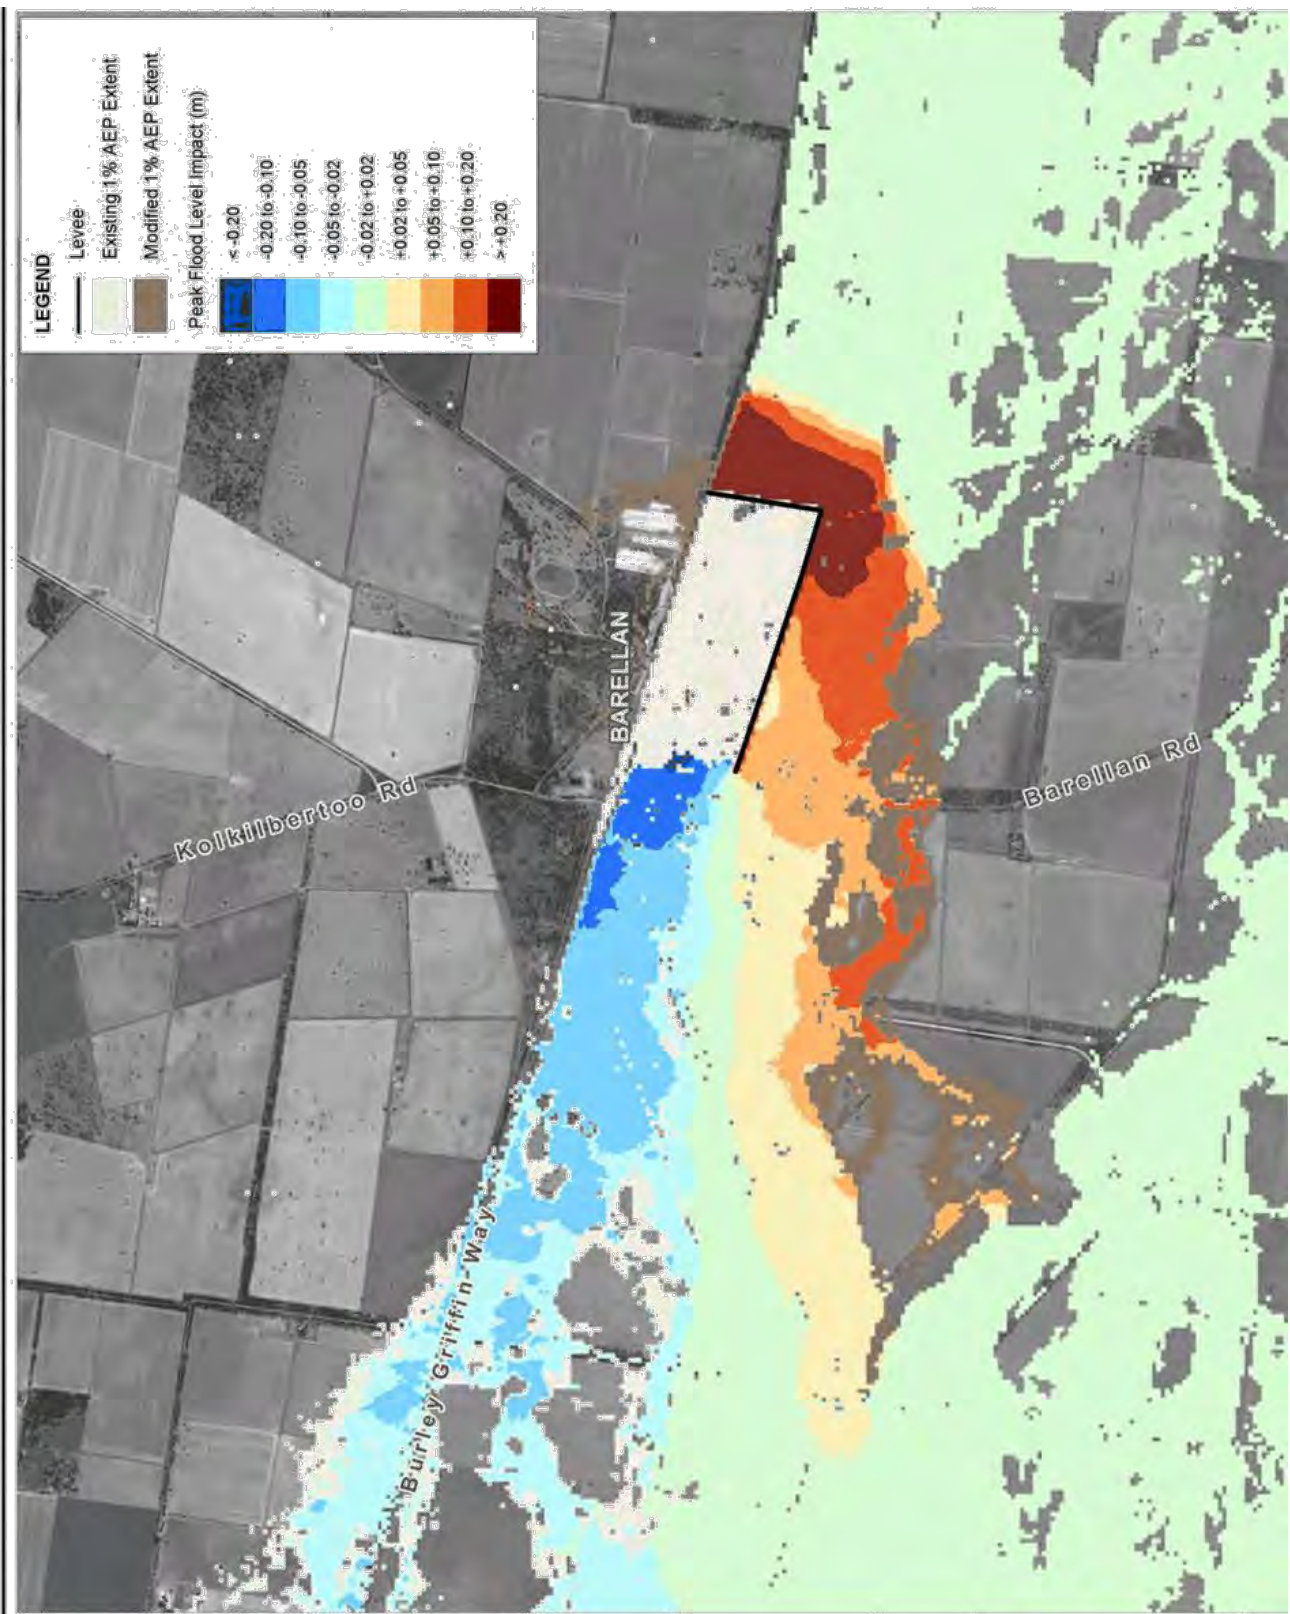 LEGEND
Levee
Existing 1% AEP Extent
Modified 1% AEP Extent
Peak Flood Level Impact (m)
< -0.20
-0.20 to -0.10
-0.10 to -0.05
-0.05 to -0.02
-0.02 to +0.02
+0.02 to +0.05
+0.05 to +0.10
+0.10 to +0.20
> +0.20
Kolkilbertoo Rd
BARELLAN
Barellan Rd
Burley Griffin Way